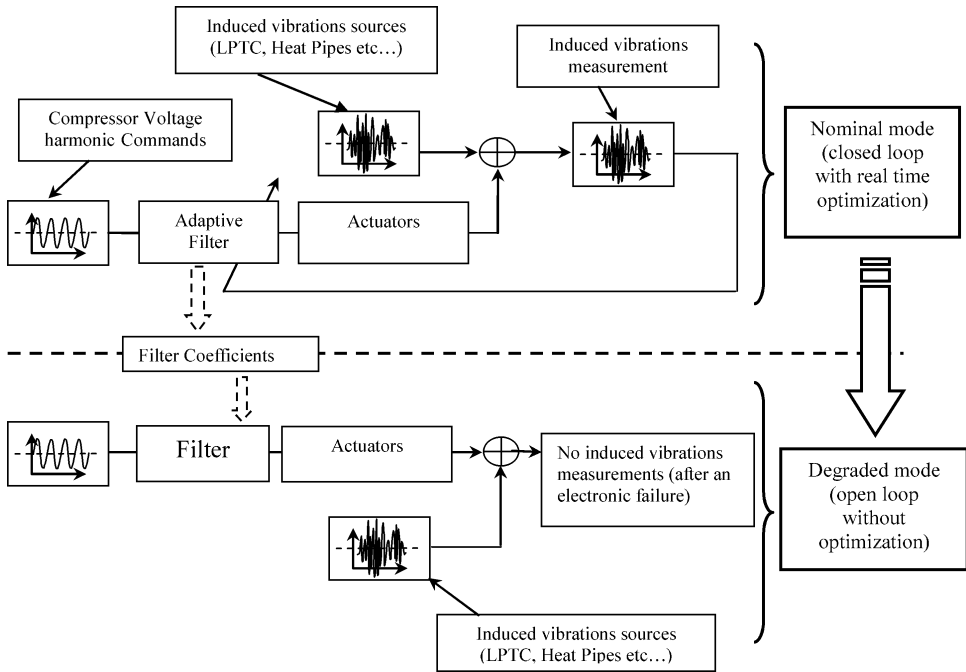 Induced vibrations sources
(LPTC, Heat Pipes etc…)
Induced vibrations
measurement
Compressor Voltage
harmonic Commands
Nominal mode
(closed loop
with real time
optimization)
Adaptive
Filter
Actuators
Filter Coefficients
Filter
Actuators
No induced vibrations
measurements (after an
electronic failure)
Degraded mode
(open loop
without
optimization)
Induced vibrations sources
(LPTC, Heat Pipes etc…)